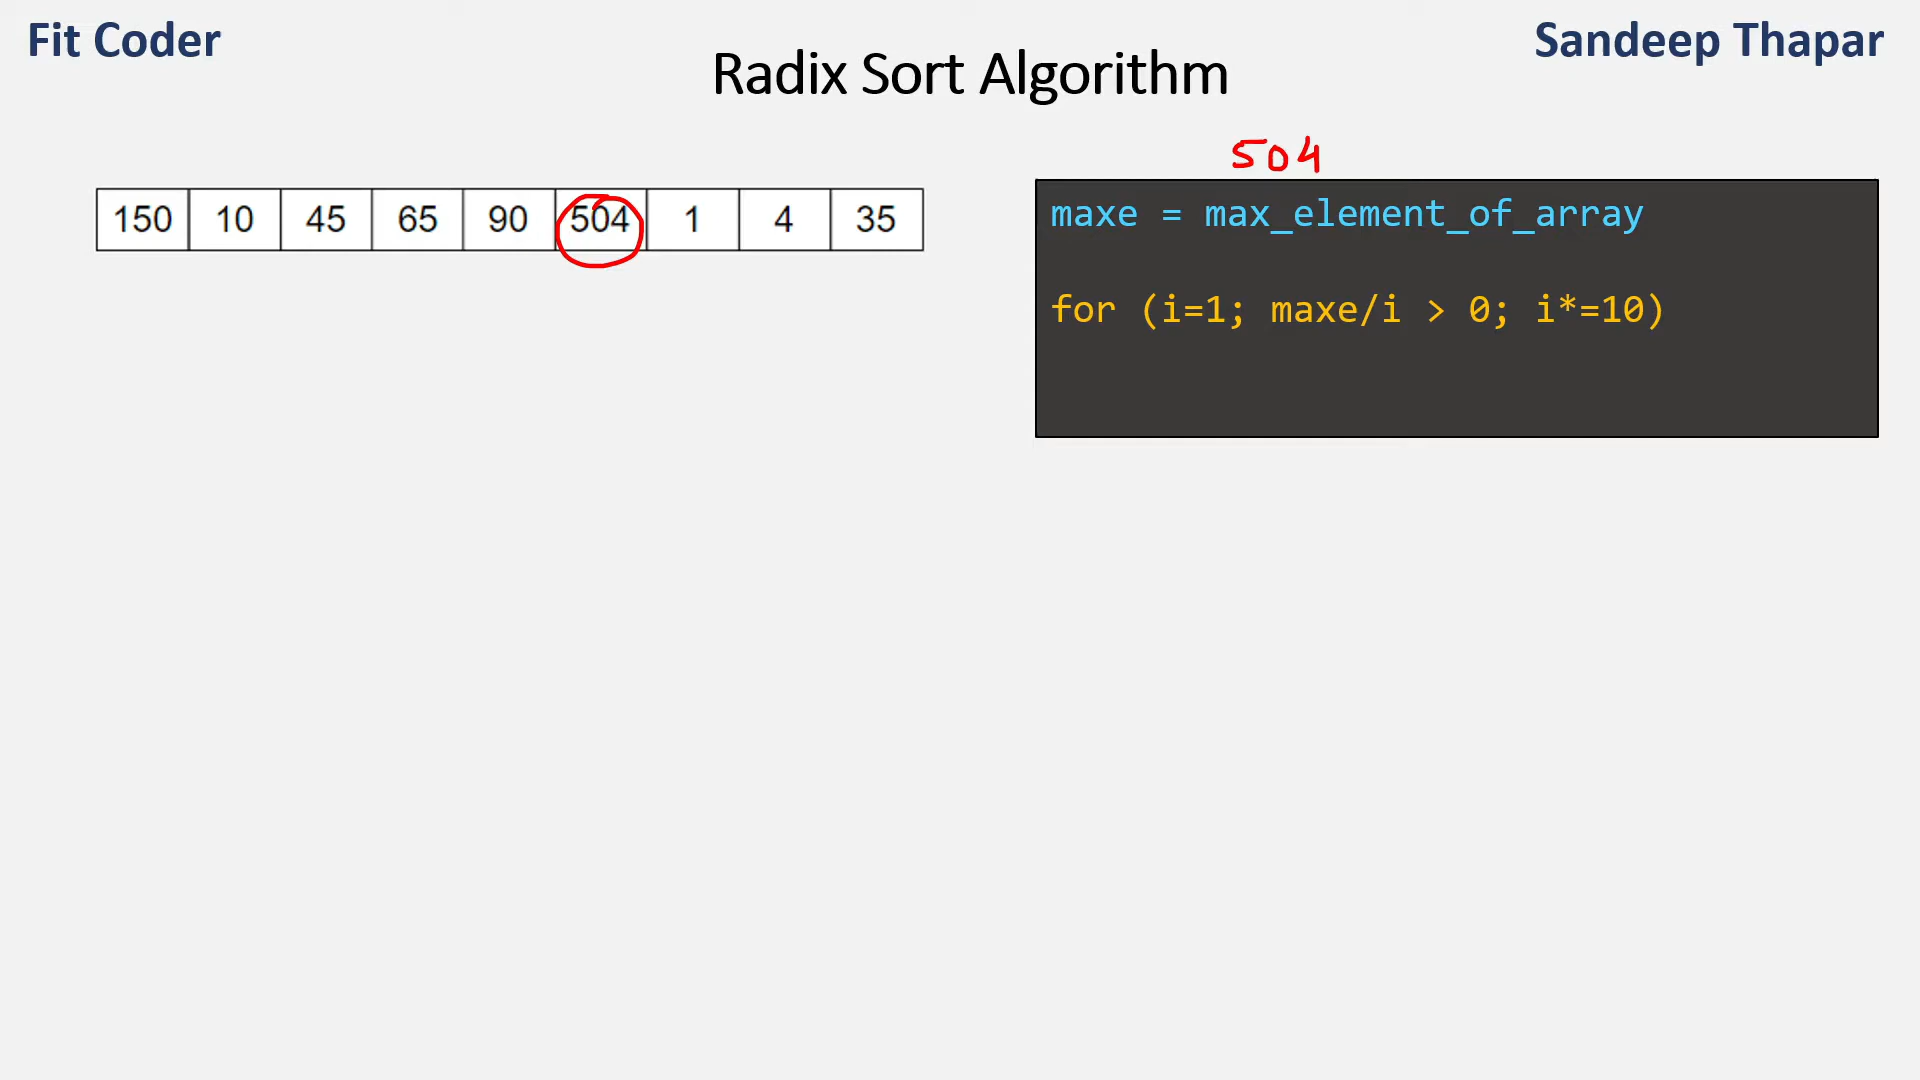 Fit Coder
Sandeep Thapar
Radix Sort Algorithm
504
150 10 45 65 90 504 1 4 35
maxe = max_element_of_array
for (i=1; maxe/i > 0; i*=10)